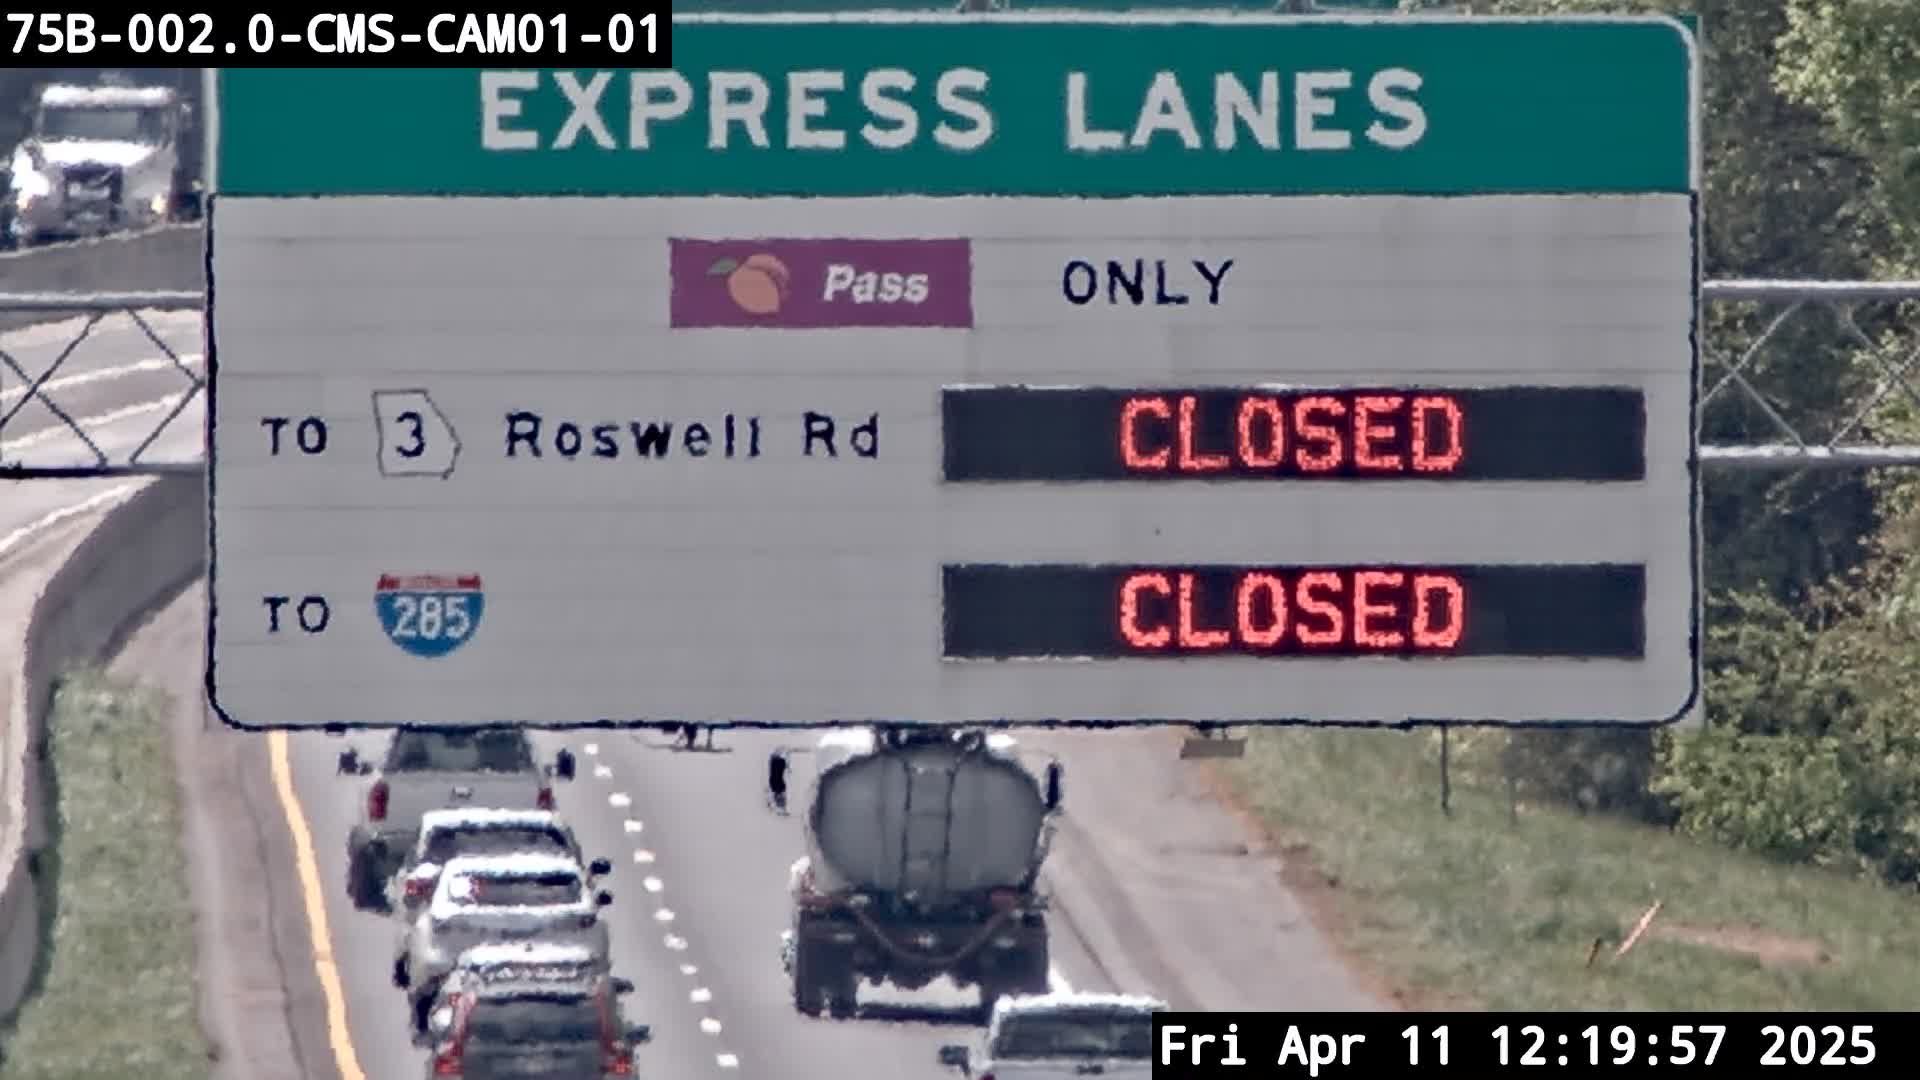 75B-002.0-CMS-CAM01-01
EXPRESS LANES
Pass ONLY
TO 3 Roswell Rd CLOSED
TO 285 CLOSED
Fri Apr 11 12:19:57 2025